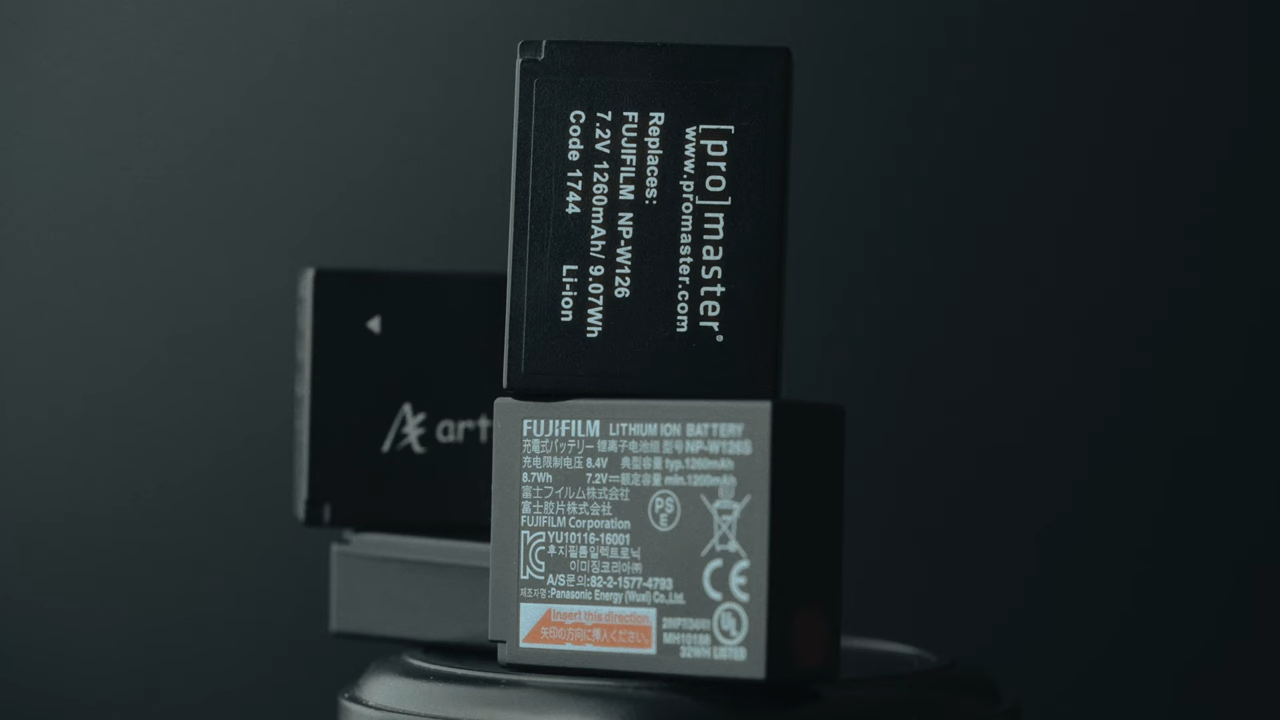 [pro]master®
www.promaster.com
Replaces:
FUJIFILM NP-W126
7.2V 1260mAh/ 9.07Wh
Code 1744 Li-ion
art
FUJIFILM LITHIUM ION BATTERY
充電式バッテリー 锂离子电池组 型号 NP-W126S
充电限制电压 8.4V 典型容量 typ.1260mAh
8.7Wh 7.2V⎓额定容量 min.1200mAh
富士フイルム株式会社
富士胶片株式会社
FUJIFILM Corporation
PS
E
YU10116-16001
후지필름일렉트로닉
이미징코리아㈜
A/S문의:82-2-1577-4793
제조자명:Panasonic Energy (Wuxi) Co.,Ltd.
CE
Insert this direction
矢印の方向に挿入ください。
UL
MH10188
32WH LISTED